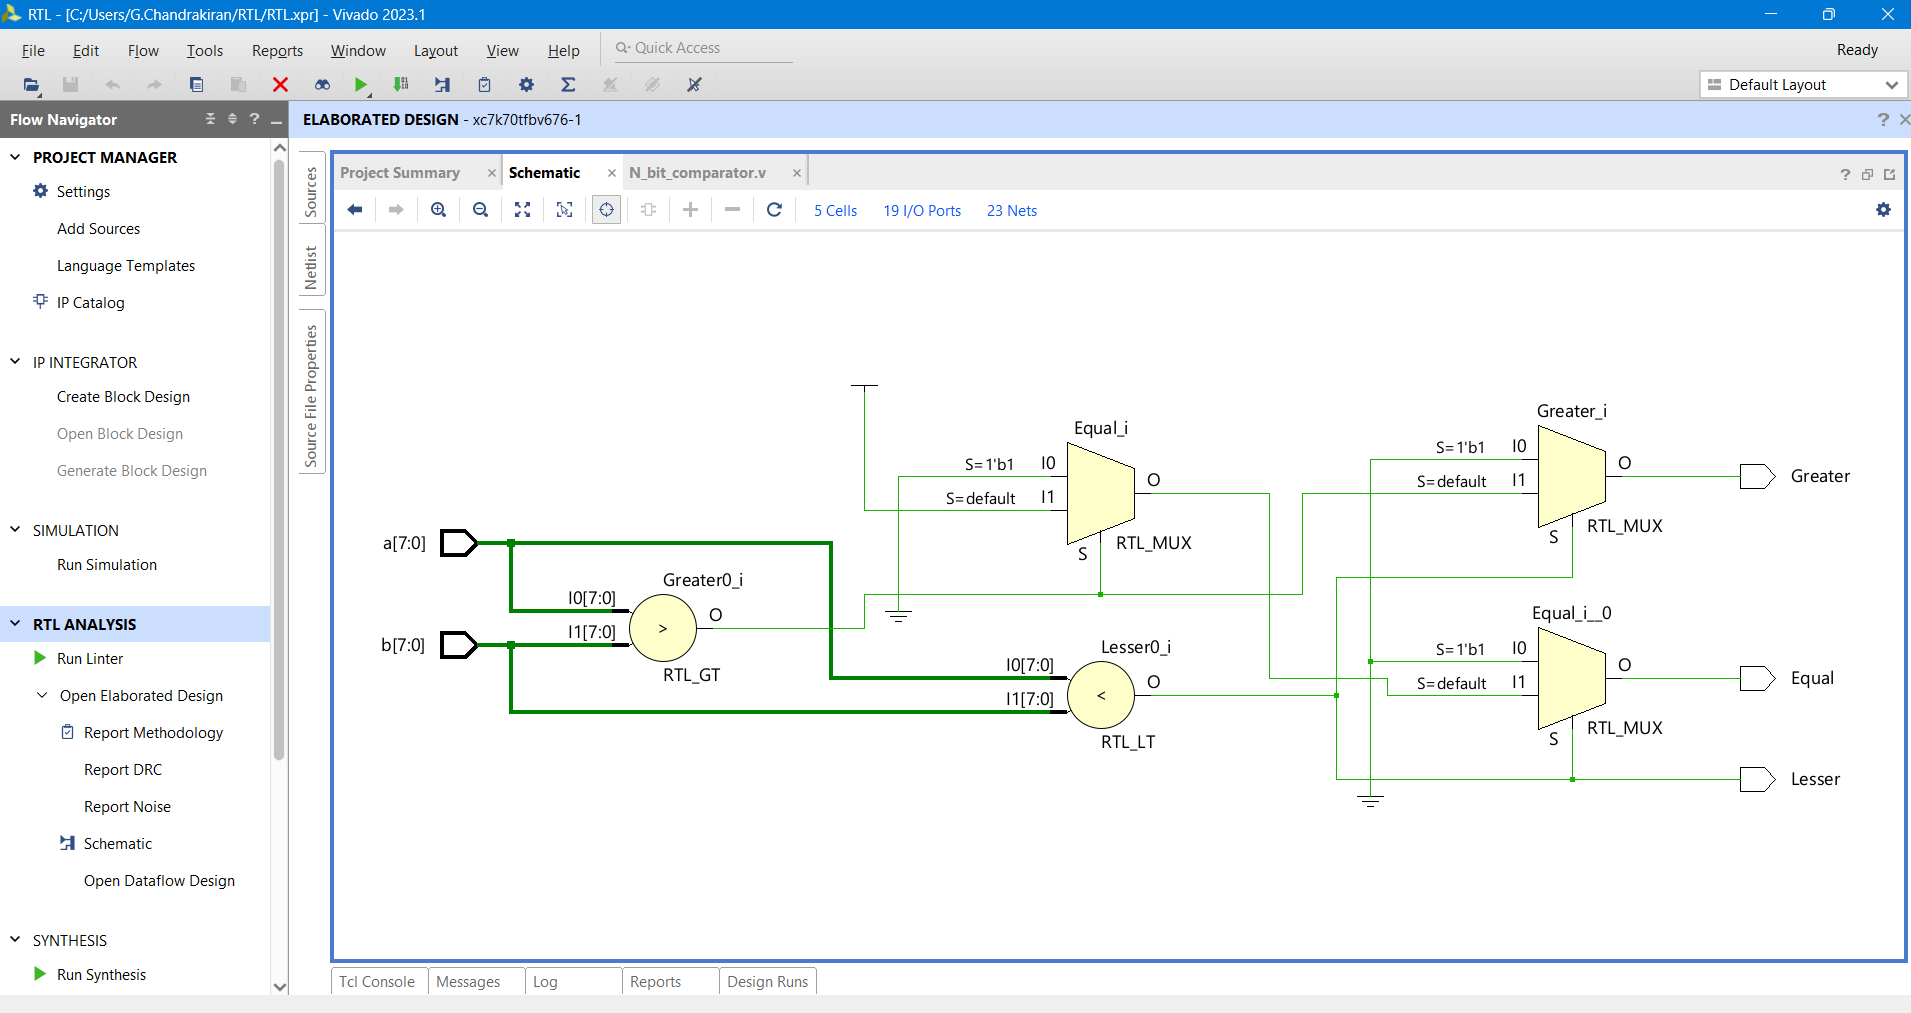 RTL - [C:/Users/G.Chandrakiran/RTL/RTL.xpr] - Vivado 2023.1
File Edit Flow Tools Reports Window Layout View Help Quick Access
Ready
Default Layout
Flow Navigator
ELABORATED DESIGN - xc7k70tfbv676-1
PROJECT MANAGER
Settings
Add Sources
Language Templates
IP Catalog
IP INTEGRATOR
Create Block Design
Open Block Design
Generate Block Design
SIMULATION
Run Simulation
RTL ANALYSIS
Run Linter
Open Elaborated Design
Report Methodology
Report DRC
Report Noise
Schematic
Open Dataflow Design
SYNTHESIS
Run Synthesis
Sources
Netlist
Source File Properties
Project Summary Schematic N_bit_comparator.v
5 Cells 19 I/O Ports 23 Nets
a[7:0]
b[7:0]
Greater0_i
I0[7:0]
I1[7:0]
>
O
RTL_GT
Equal_i
S=1'b1 I0
S=default I1
O
S
RTL_MUX
Lesser0_i
I0[7:0]
I1[7:0]
<
O
RTL_LT
Greater_i
S=1'b1 I0
S=default I1
O
S
RTL_MUX
Greater
Equal_i__0
S=1'b1 I0
S=default I1
O
S
RTL_MUX
Equal
Lesser
Tcl Console Messages Log Reports Design Runs